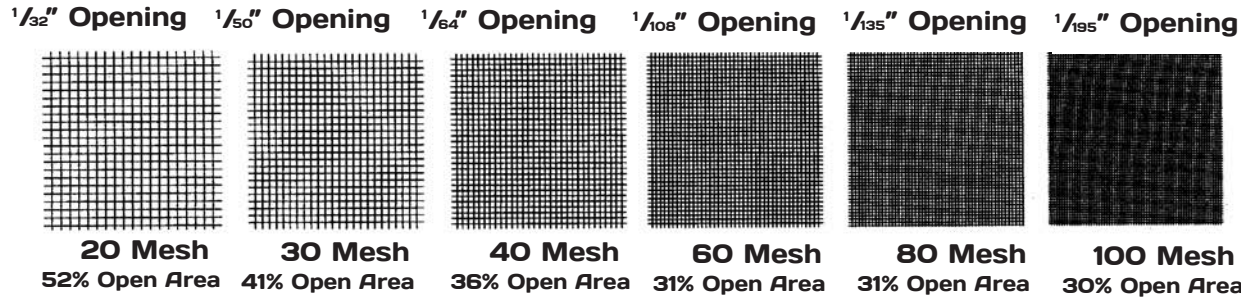 1/32" Opening 1/50" Opening 1/64" Opening 1/108" Opening 1/135" Opening 1/195" Opening
20 Mesh 30 Mesh 40 Mesh 60 Mesh 80 Mesh 100 Mesh
52% Open Area 41% Open Area 36% Open Area 31% Open Area 31% Open Area 30% Open Area